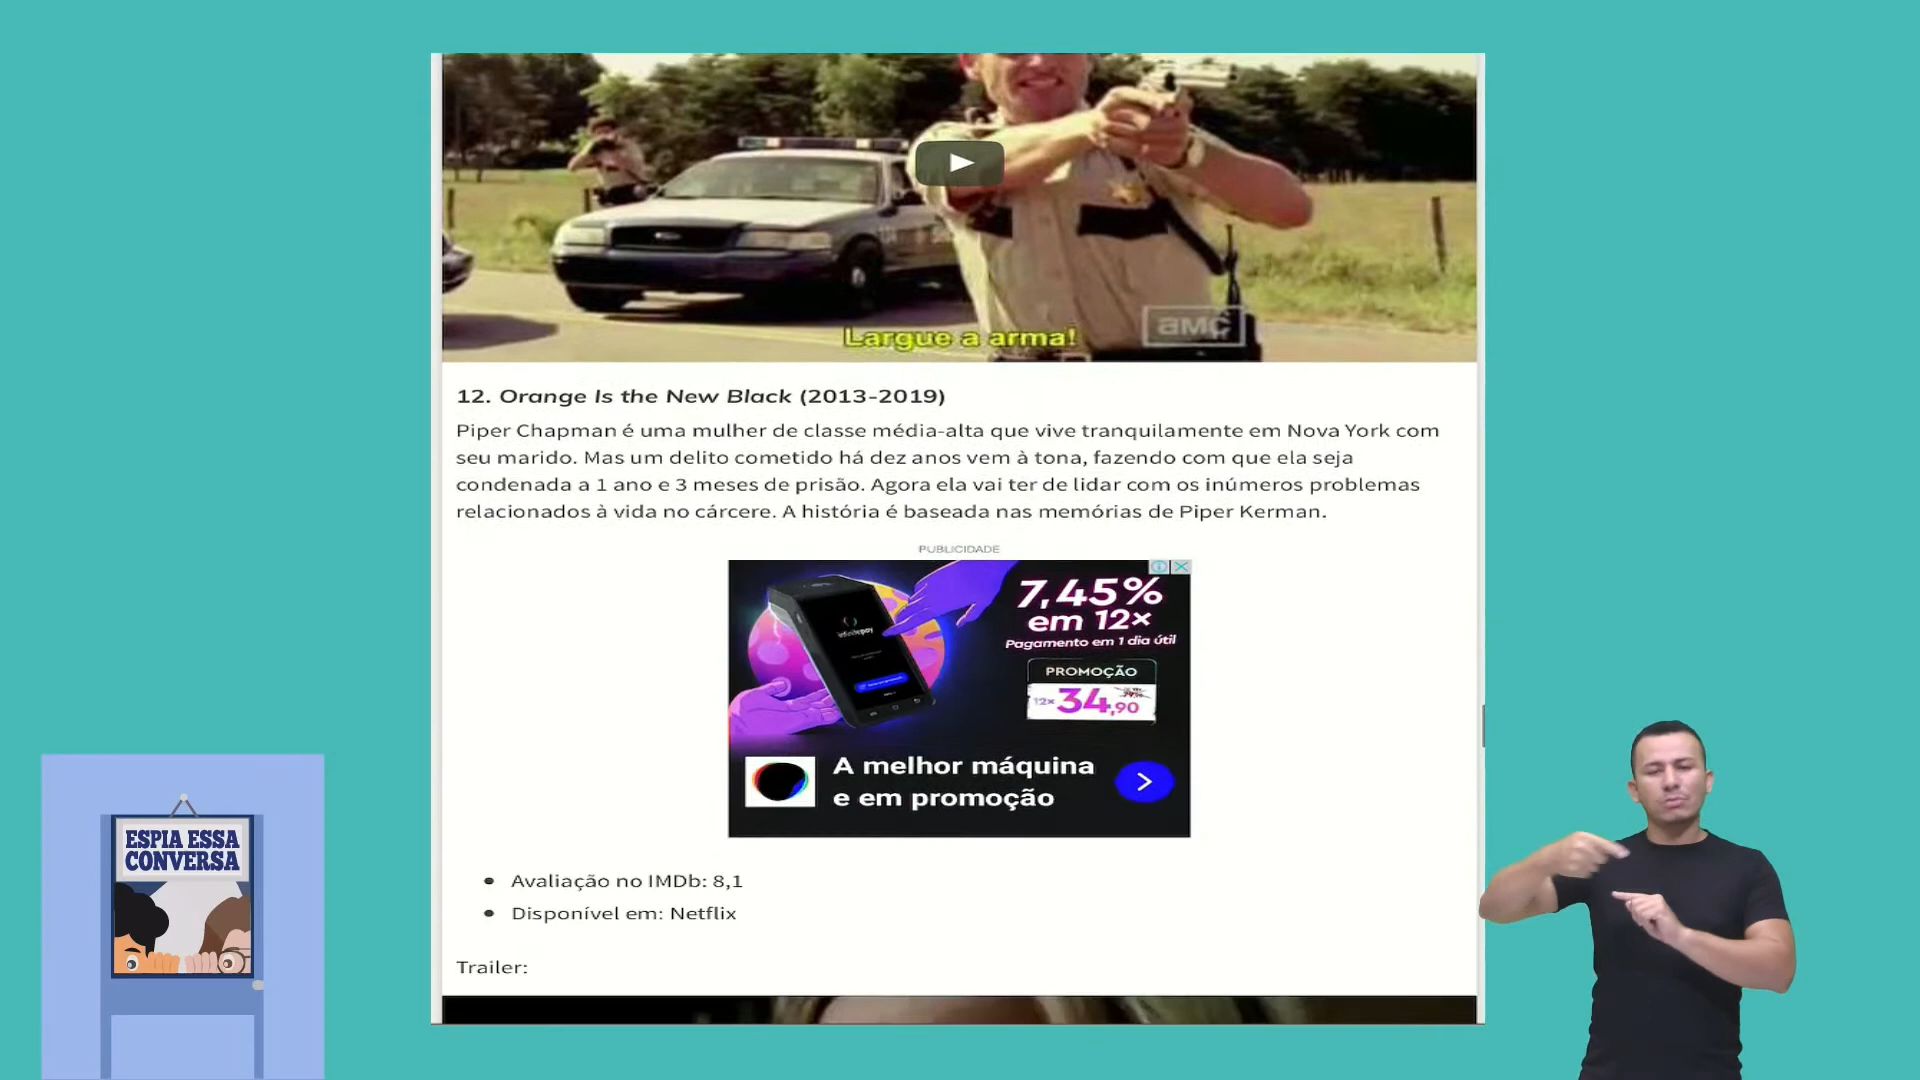 Largue a arma!
amc
12. Orange Is the New Black (2013-2019)
Piper Chapman é uma mulher de classe média-alta que vive tranquilamente em Nova York com
seu marido. Mas um delito cometido há dez anos vem à tona, fazendo com que ela seja
condenada a 1 ano e 3 meses de prisão. Agora ela vai ter de lidar com os inúmeros problemas
relacionados à vida no cárcere. A história é baseada nas memórias de Piper Kerman.
PUBLICIDADE
7,45%
em 12x
Pagamento em 1 dia útil
infinitepay
PROMOÇÃO
12x 34,90
A melhor máquina
e em promoção
Avaliação no IMDb: 8,1
Disponível em: Netflix
Trailer:
ESPIA ESSA
CONVERSA